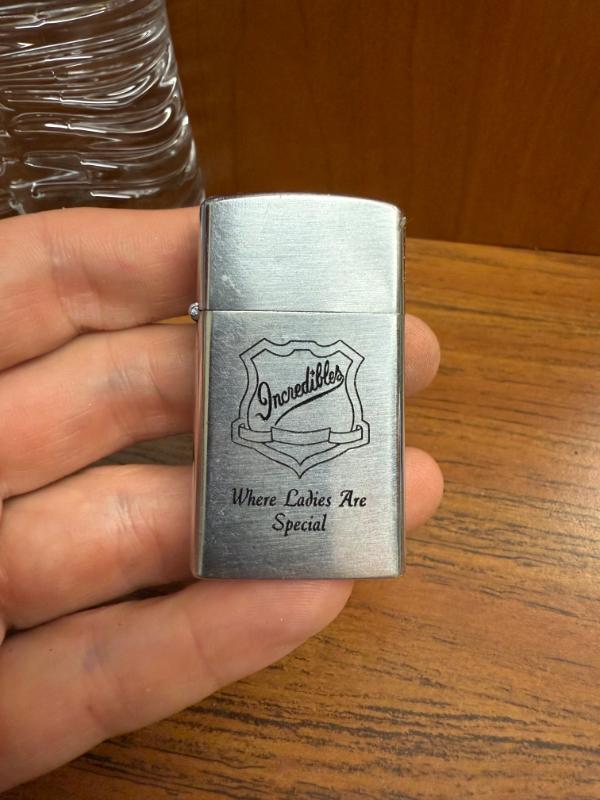 Incredibles
Where Ladies Are
Special